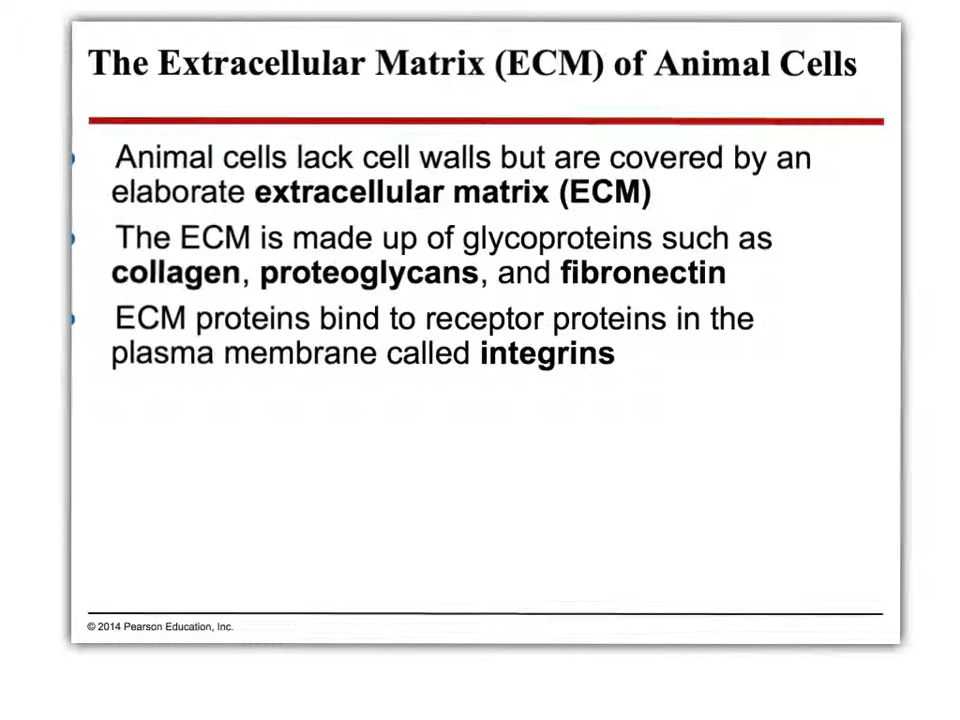 The Extracellular Matrix (ECM) of Animal Cells
Animal cells lack cell walls but are covered by an
elaborate extracellular matrix (ECM)
The ECM is made up of glycoproteins such as
collagen, proteoglycans, and fibronectin
ECM proteins bind to receptor proteins in the
plasma membrane called integrins
© 2014 Pearson Education, Inc.